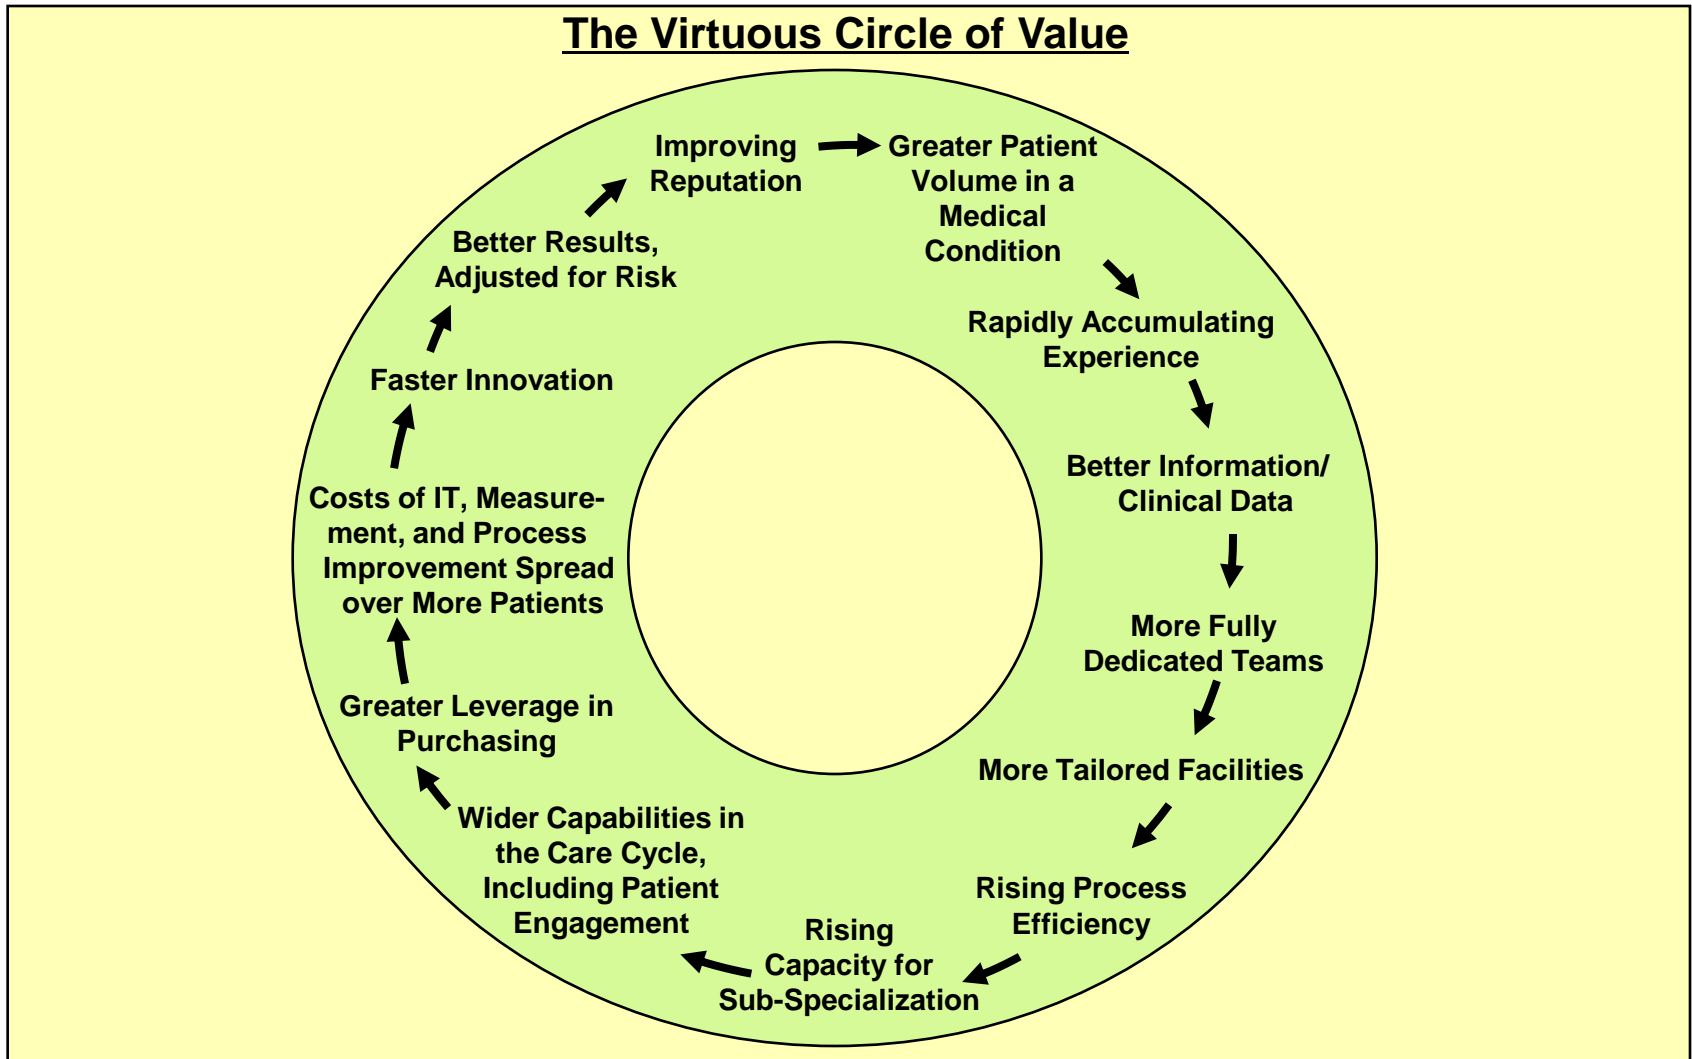 The Virtuous Circle of Value
Improving
Reputation
Greater Patient
Volume in a
Medical
Condition
Rapidly Accumulating
Experience
Better Information/
Clinical Data
More Fully
Dedicated Teams
More Tailored Facilities
Rising Process
Efficiency
Rising
Capacity for
Sub-Specialization
Wider Capabilities in
the Care Cycle,
Including Patient
Engagement
Greater Leverage in
Purchasing
Costs of IT, Measure-
ment, and Process
Improvement Spread
over More Patients
Faster Innovation
Better Results,
Adjusted for Risk